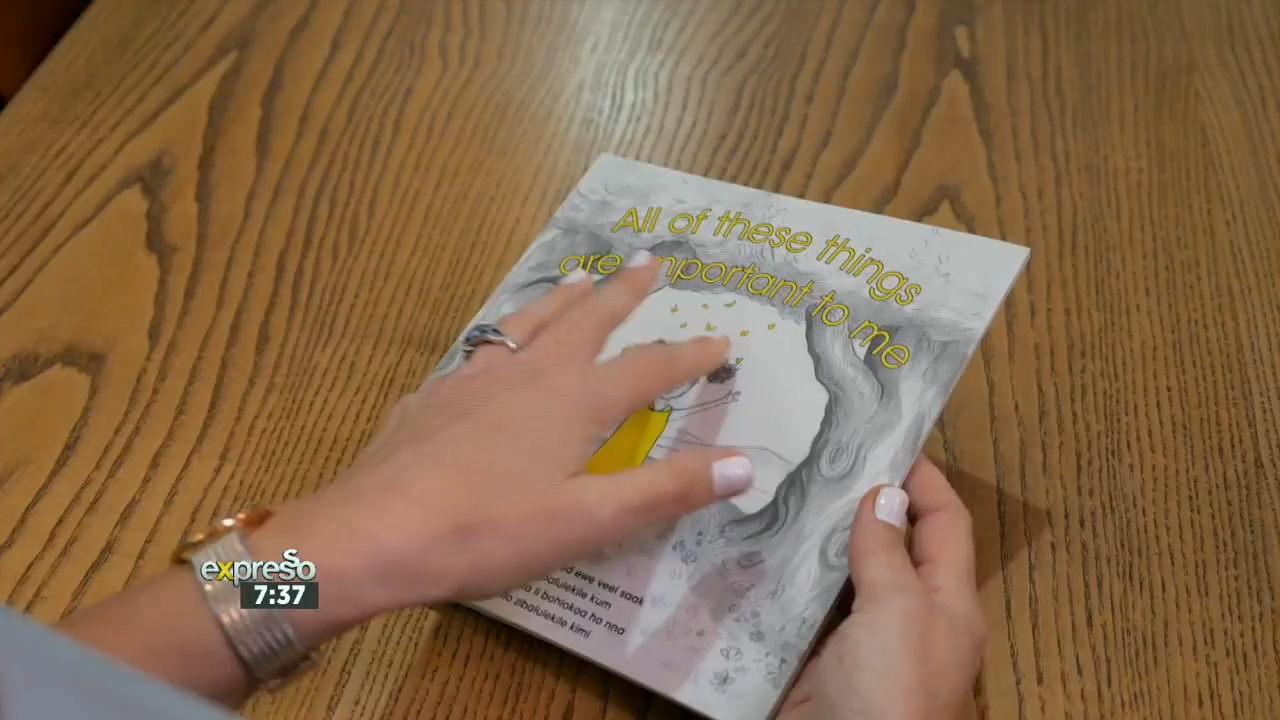 All of these things
are important to me
ewe veel saak
kum
li bohlokoa ho nna
zibalulekile kimi
expresso
7:37